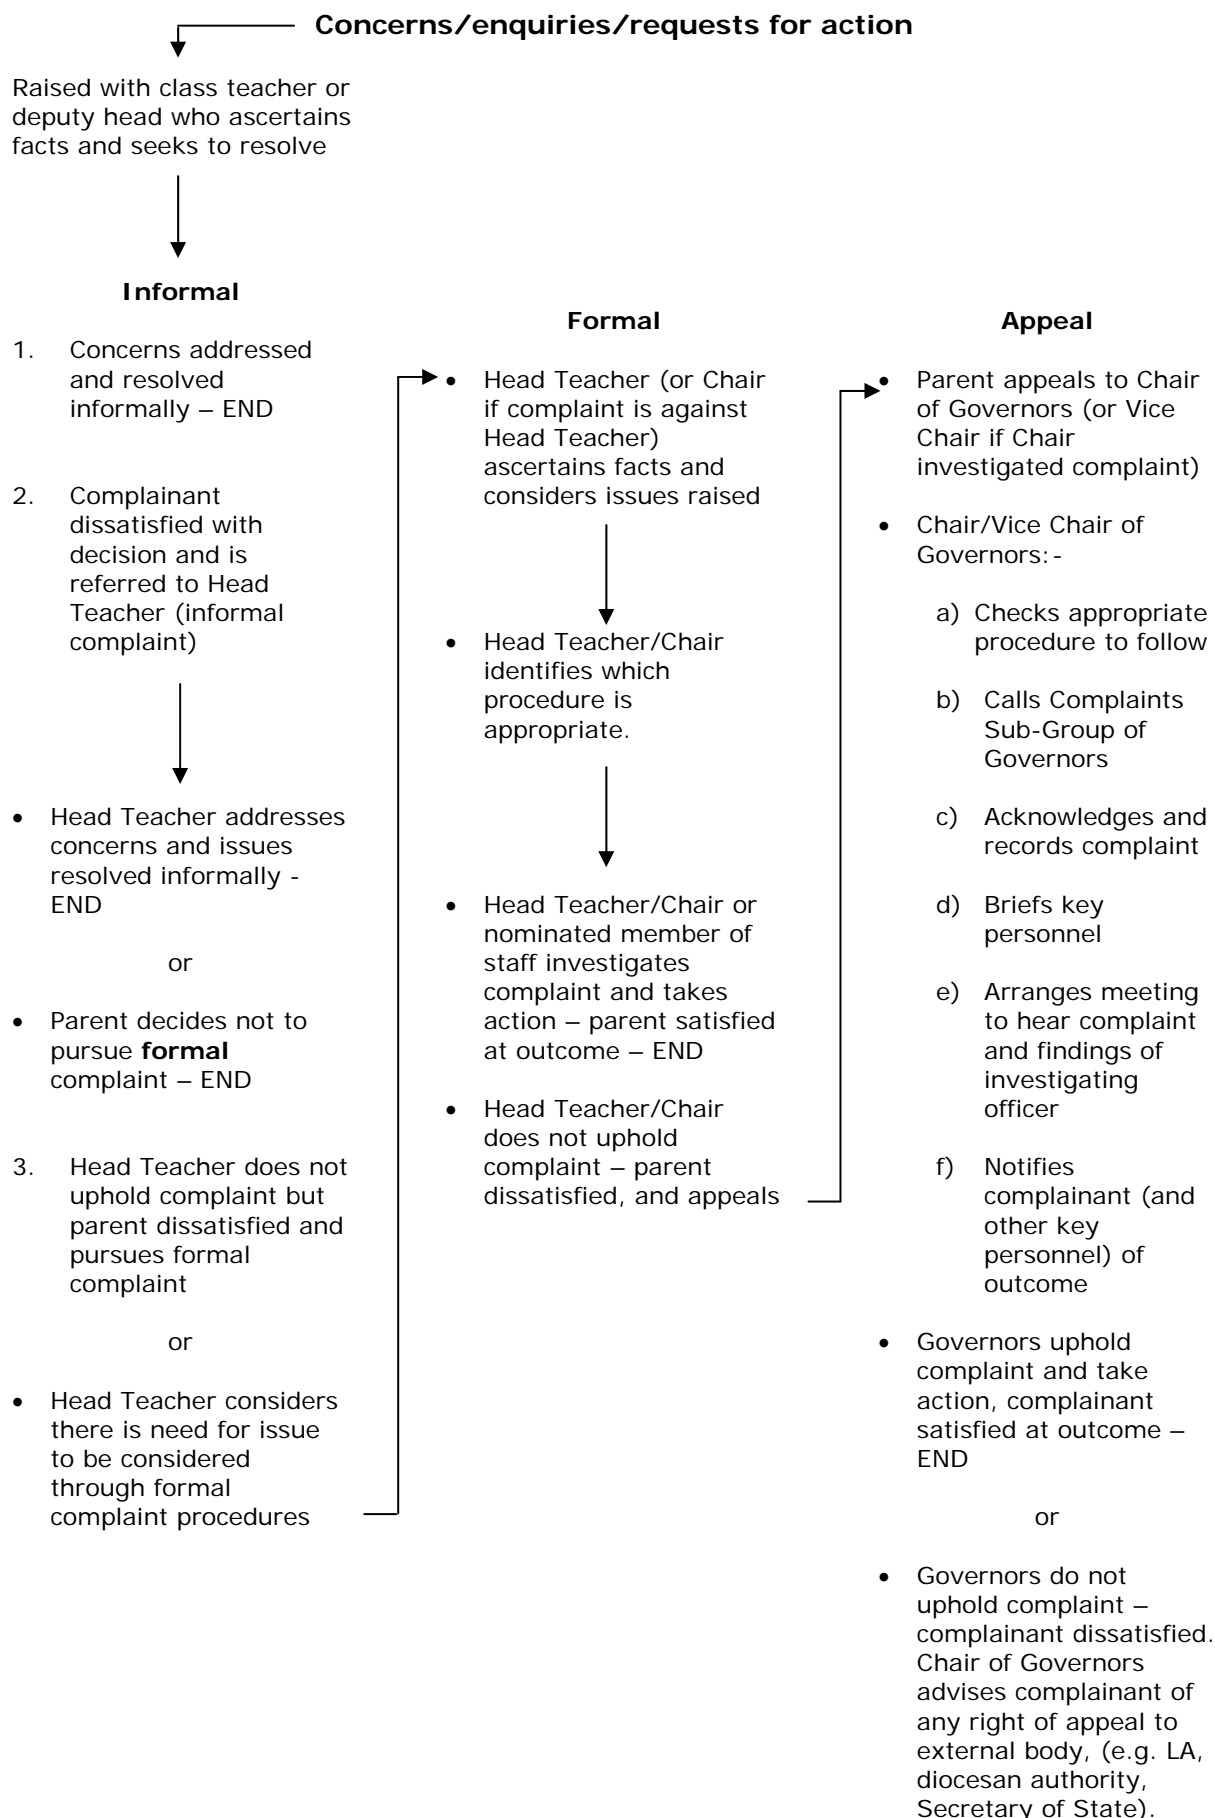 Concerns/enquiries/requests for action
Raised with class teacher or
deputy head who ascertains
facts and seeks to resolve
Informal
1. Concerns addressed
and resolved
informally – END
2. Complainant
dissatisfied with
decision and is
referred to Head
Teacher (informal
complaint)
• Head Teacher addresses
concerns and issues
resolved informally -
END
or
• Parent decides not to
pursue formal
complaint – END
3. Head Teacher does not
uphold complaint but
parent dissatisfied and
pursues formal
complaint
or
• Head Teacher considers
there is need for issue
to be considered
through formal
complaint procedures
Formal
• Head Teacher (or Chair
if complaint is against
Head Teacher)
ascertains facts and
considers issues raised
• Head Teacher/Chair
identifies which
procedure is
appropriate.
• Head Teacher/Chair or
nominated member of
staff investigates
complaint and takes
action – parent satisfied
at outcome – END
• Head Teacher/Chair
does not uphold
complaint – parent
dissatisfied, and appeals
Appeal
• Parent appeals to Chair
of Governors (or Vice
Chair if Chair
investigated complaint)
• Chair/Vice Chair of
Governors:-
a) Checks appropriate
procedure to follow
b) Calls Complaints
Sub-Group of
Governors
c) Acknowledges and
records complaint
d) Briefs key
personnel
e) Arranges meeting
to hear complaint
and findings of
investigating
officer
f) Notifies
complainant (and
other key
personnel) of
outcome
• Governors uphold
complaint and take
action, complainant
satisfied at outcome –
END
or
• Governors do not
uphold complaint –
complainant dissatisfied.
Chair of Governors
advises complainant of
any right of appeal to
external body, (e.g. LA,
diocesan authority,
Secretary of State).